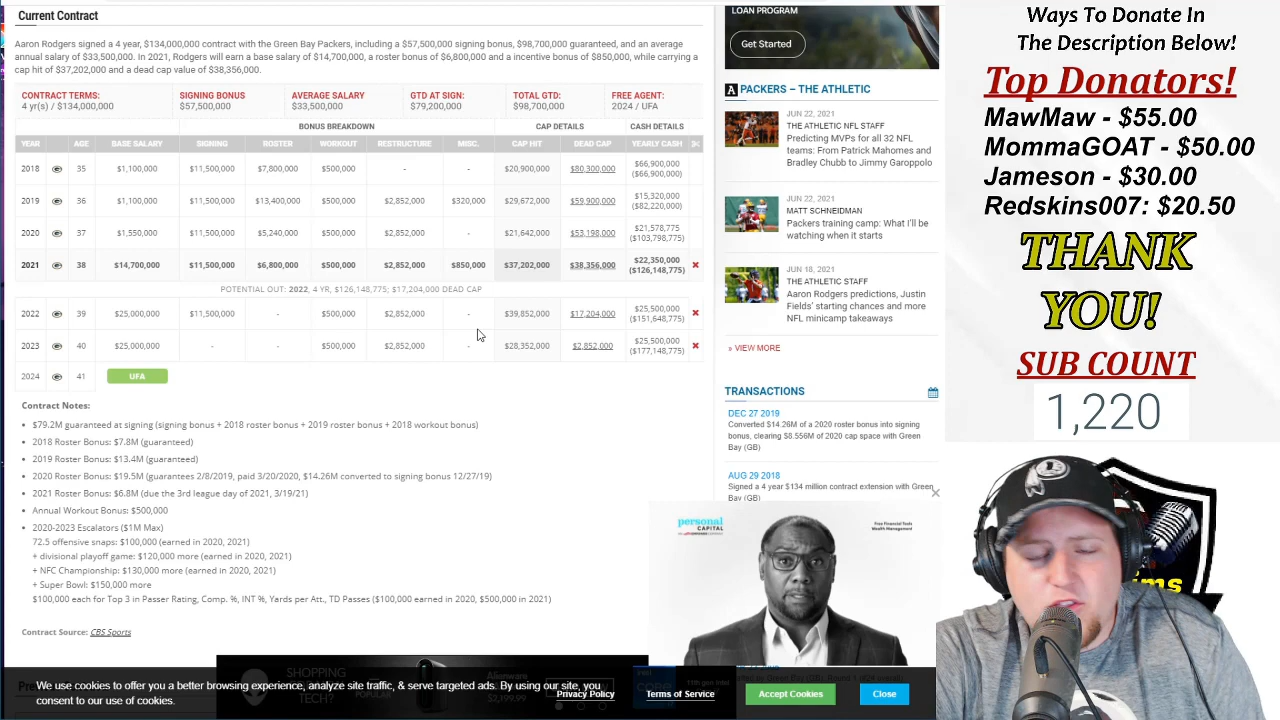 Current Contract
Aaron Rodgers signed a 4 year, $134,000,000 contract with the Green Bay Packers, including a $57,500,000 signing bonus, $98,700,000 guaranteed, and an average
annual salary of $33,500,000. In 2021, Rodgers will earn a base salary of $14,700,000, a roster bonus of $6,800,000 and a incentive bonus of $850,000, while carrying a
cap hit of $37,202,000 and a dead cap value of $38,356,000.
CONTRACT TERMS: SIGNING BONUS AVERAGE SALARY GTD AT SIGN: TOTAL GTD: FREE AGENT:
4 yr(s) / $134,000,000 $57,500,000 $33,500,000 $79,200,000 $98,700,000 2024 / UFA
BONUS BREAKDOWN CAP DETAILS CASH DETAILS
YEAR AGE BASE SALARY SIGNING ROSTER WORKOUT RESTRUCTURE MISC. CAP HIT DEAD CAP YEARLY CASH
2018 35 $1,100,000 $11,500,000 $7,800,000 $500,000 - - $20,900,000 $80,300,000 $66,900,000
($66,900,000)
2019 36 $1,100,000 $11,500,000 $13,400,000 $500,000 $2,852,000 $320,000 $29,672,000 $59,900,000 $15,320,000
($82,220,000)
2020 37 $1,550,000 $11,500,000 $5,240,000 $500,000 $2,852,000 - $21,642,000 $53,198,000 $21,578,775
($103,798,775)
2021 38 $14,700,000 $11,500,000 $6,800,000 $500,000 $2,852,000 $850,000 $37,202,000 $38,356,000 $22,350,000
($126,148,775)
POTENTIAL OUT: 2022, 4 YR, $126,148,775; $17,204,000 DEAD CAP
2022 39 $25,000,000 $11,500,000 - $500,000 $2,852,000 - $39,852,000 $17,204,000 $25,500,000
($151,648,775)
2023 40 $25,000,000 - - $500,000 $2,852,000 - $28,352,000 $2,852,000 $25,500,000
($177,148,775)
2024 41 UFA
Contract Notes:
• $79.2M guaranteed at signing (signing bonus + 2018 roster bonus + 2019 roster bonus + 2018 workout bonus)
• 2018 Roster Bonus: $7.8M (guaranteed)
• 2019 Roster Bonus: $13.4M (guaranteed)
• 2020 Roster Bonus: $19.5M (guarantees 2/8/2019, paid 3/20/2020, $14.26M converted to signing bonus 12/27/19)
• 2021 Roster Bonus: $6.8M (due the 3rd league day of 2021, 3/19/21)
• Annual Workout Bonus: $500,000
• 2020-2023 Escalators ($1M Max)
72.5 offensive snaps: $100,000 (earned in 2020, 2021)
+ divisional playoff game: $120,000 more (earned in 2020, 2021)
+ NFC Championship: $130,000 more (earned in 2020, 2021)
+ Super Bowl: $150,000 more
$100,000 each for Top 3 in Passer Rating, Comp. %, INT %, Yards per Att., TD Passes ($100,000 earned in 2020, $500,000 in 2021)
Contract Source: CBS Sports
SHOPPING
TECH?
Alienware
$2,199.99
We use cookies to offer you a better browsing experience, analyze site traffic, & serve targeted ads. By using our site, you
consent to our use of cookies.
Privacy Policy
Terms of Service
Accept Cookies
Close
LOAN PROGRAM
Get Started
A PACKERS – THE ATHLETIC
JUN 22, 2021
THE ATHLETIC NFL STAFF
Predicting MVPs for all 32 NFL
teams: From Patrick Mahomes and
Bradley Chubb to Jimmy Garoppolo
JUN 22, 2021
MATT SCHNEIDMAN
Packers training camp: What I'll be
watching when it starts
JUN 18, 2021
THE ATHLETIC STAFF
Aaron Rodgers predictions, Justin
Fields' starting chances and more
NFL minicamp takeaways
» VIEW MORE
TRANSACTIONS
DEC 27 2019
Converted $14.26M of a 2020 roster bonus into signing
bonus, clearing $8.556M of 2020 cap space with Green
Bay (GB)
AUG 29 2018
Signed a 4 year $134 million contract extension with Green
Bay (GB)
personal
CAPITAL
Free Financial Tools
Wealth Management
Ways To Donate In
The Description Below!
Top Donators!
MawMaw - $55.00
MommaGOAT - $50.00
Jameson - $30.00
Redskins007: $20.50
THANK
YOU!
SUB COUNT
1,220